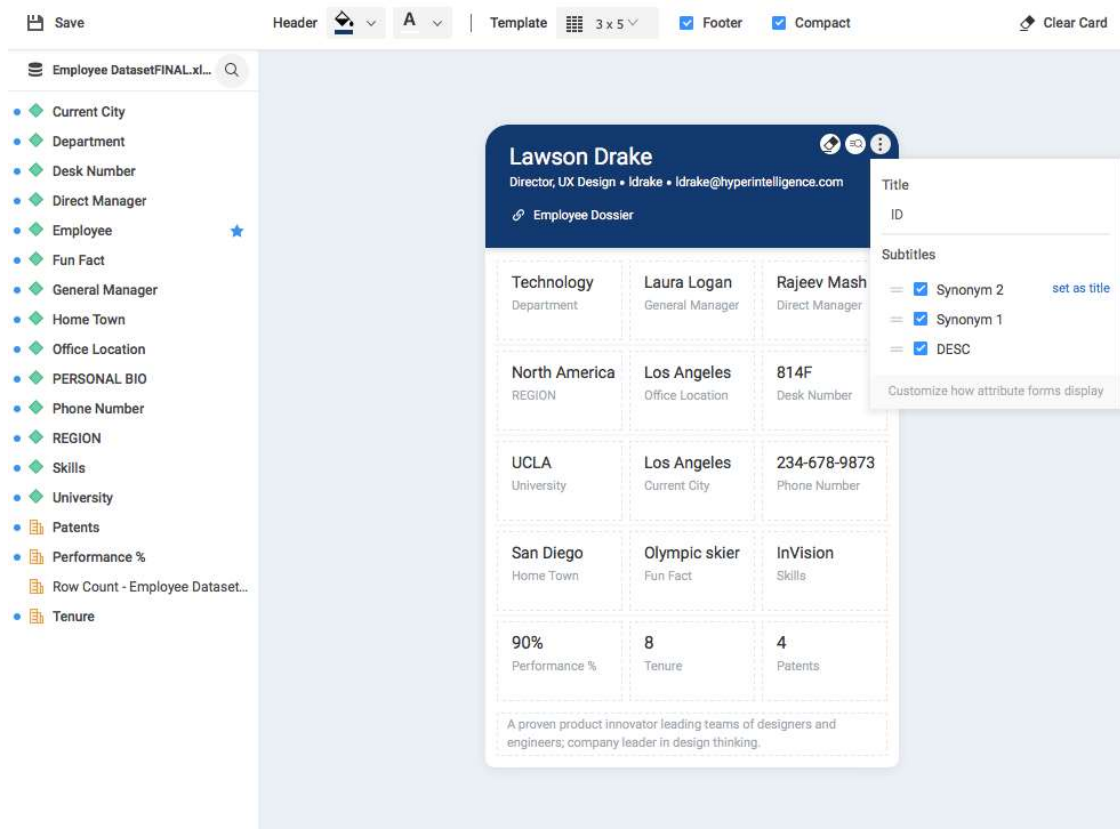 Save
Header
A
Template
3 x 5
Footer
Compact
Clear Card
Employee DatasetFINAL.xl...
Current City
Department
Desk Number
Direct Manager
Employee
Fun Fact
General Manager
Home Town
Office Location
PERSONAL BIO
Phone Number
REGION
Skills
University
Patents
Performance %
Row Count - Employee Dataset...
Tenure
Lawson Drake
Director, UX Design • ldrake • ldrake@hyperintelligence.com
Employee Dossier
Technology
Department
Laura Logan
General Manager
Rajeev Mash
Direct Manager
North America
REGION
Los Angeles
Office Location
814F
Desk Number
UCLA
University
Los Angeles
Current City
234-678-9873
Phone Number
San Diego
Home Town
Olympic skier
Fun Fact
InVision
Skills
90%
Performance %
8
Tenure
4
Patents
A proven product innovator leading teams of designers and
engineers; company leader in design thinking.
Title
ID
Subtitles
Synonym 2
set as title
Synonym 1
DESC
Customize how attribute forms display